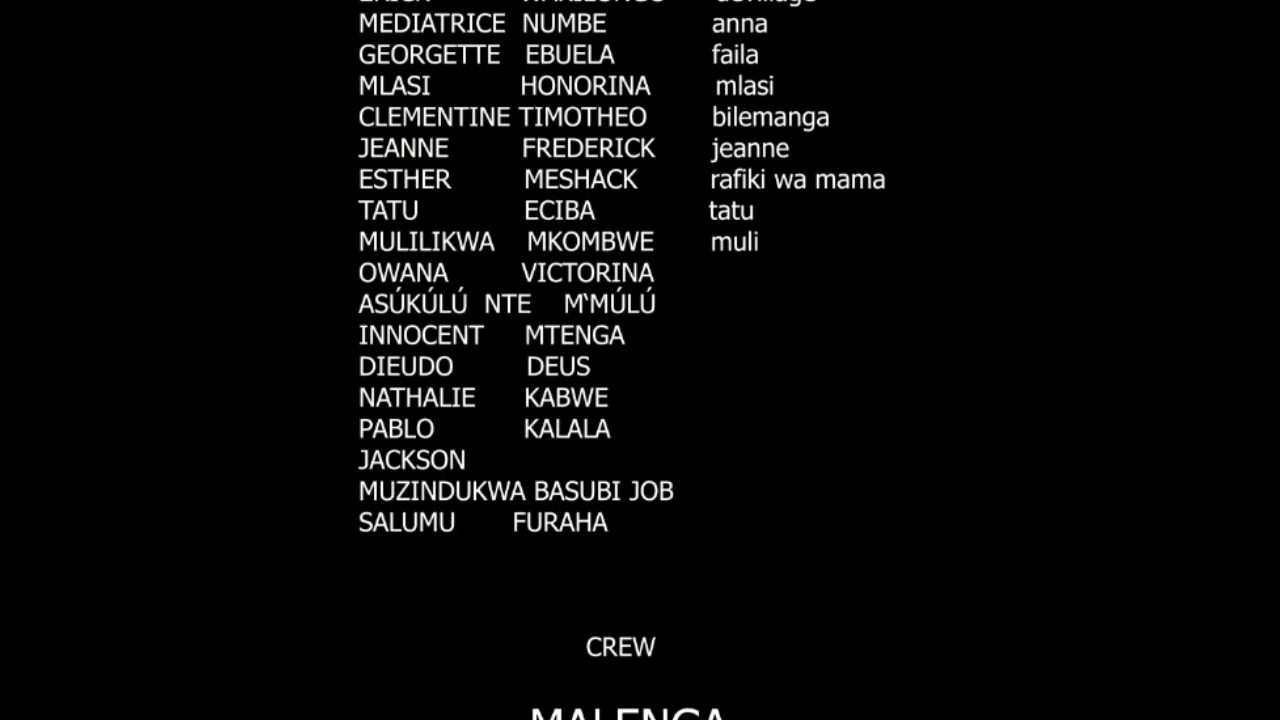 MEDIATRICE NUMBE anna
GEORGETTE EBUELA faila
MLASI HONORINA mlasi
CLEMENTINE TIMOTHEO bilemanga
JEANNE FREDERICK jeanne
ESTHER MESHACK rafiki wa mama
TATU ECIBA tatu
MULILIKWA MKOMBWE muli
OWANA VICTORINA
ASÚKÚLÚ NTE M‘MÚLÚ
INNOCENT MTENGA
DIEUDO DEUS
NATHALIE KABWE
PABLO KALALA
JACKSON
MUZINDUKWA BASUBI JOB
SALUMU FURAHA
CREW
MALENGA